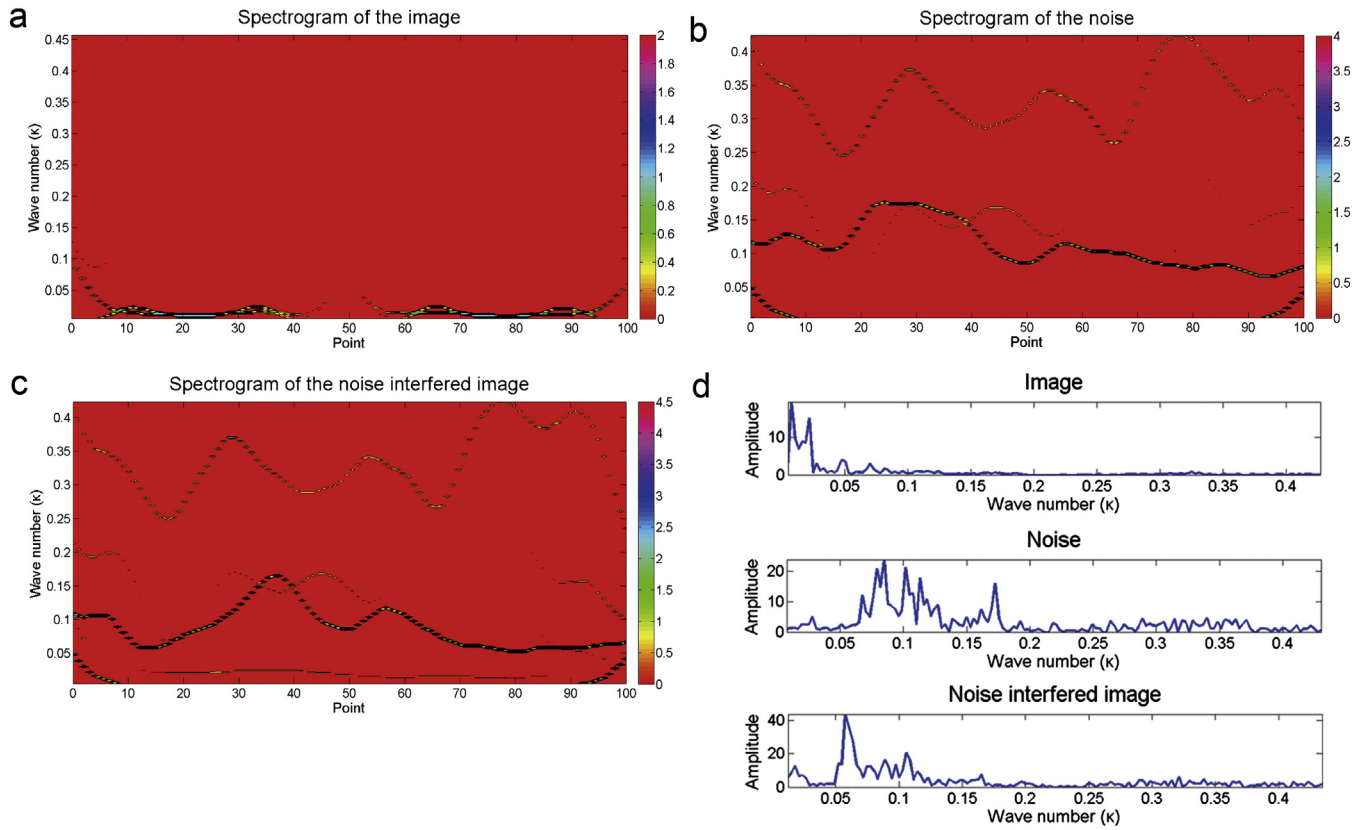 a
Spectrogram of the image
Wave number (κ)
0.45
0.4
0.35
0.3
0.25
0.2
0.15
0.1
0.05
0 10 20 30 40 50 60 70 80 90 100
Point
2
1.8
1.6
1.4
1.2
1
0.8
0.6
0.4
0.2
0
b
Spectrogram of the noise
Wave number (κ)
0.4
0.35
0.3
0.25
0.2
0.15
0.1
0.05
0 10 20 30 40 50 60 70 80 90 100
Point
4
3.5
3
2.5
2
1.5
1
0.5
0
c
Spectrogram of the noise interfered image
Wave number (κ)
0.4
0.35
0.3
0.25
0.2
0.15
0.1
0.05
0 10 20 30 40 50 60 70 80 90 100
Point
4.5
4
3.5
3
2.5
2
1.5
1
0.5
0
d
Image
Amplitude
10
0
0.05 0.1 0.15 0.2 0.25 0.3 0.35 0.4
Wave number (κ)
Noise
Amplitude
20
10
0
0.05 0.1 0.15 0.2 0.25 0.3 0.35 0.4
Wave number (κ)
Noise interfered image
Amplitude
40
20
0
0.05 0.1 0.15 0.2 0.25 0.3 0.35 0.4
Wave number (κ)